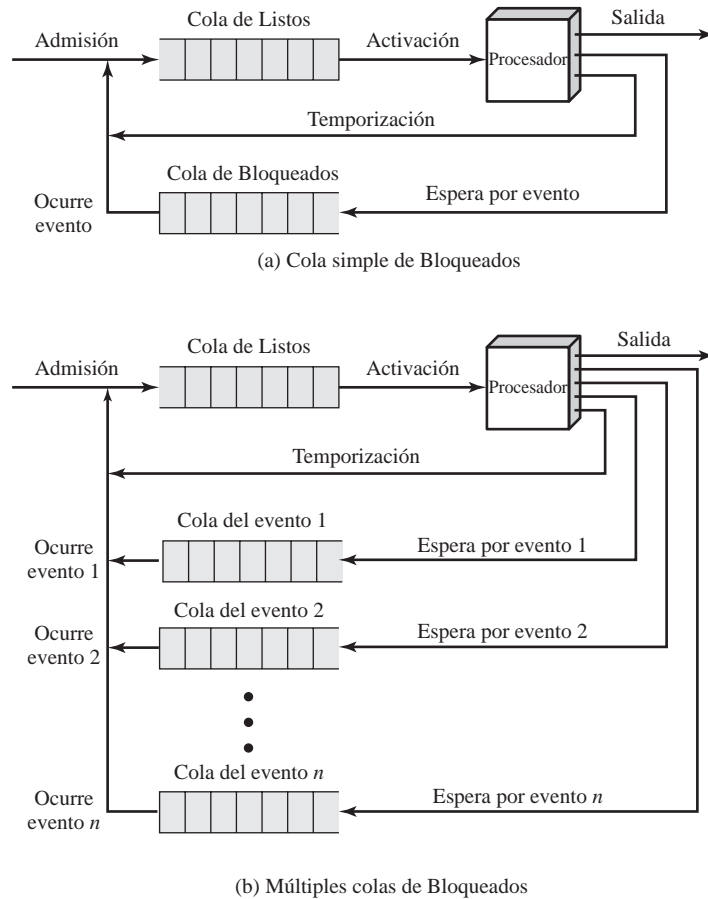 Cola de Listos
Salida
Admisión
Activación
Procesador
Temporización
Cola de Bloqueados
Ocurre
evento
Espera por evento
(a) Cola simple de Bloqueados
Cola de Listos
Salida
Admisión
Activación
Procesador
Temporización
Cola del evento 1
Ocurre
evento 1
Espera por evento 1
Cola del evento 2
Ocurre
evento 2
Espera por evento 2
Cola del evento n
Ocurre
evento n
Espera por evento n
(b) Múltiples colas de Bloqueados